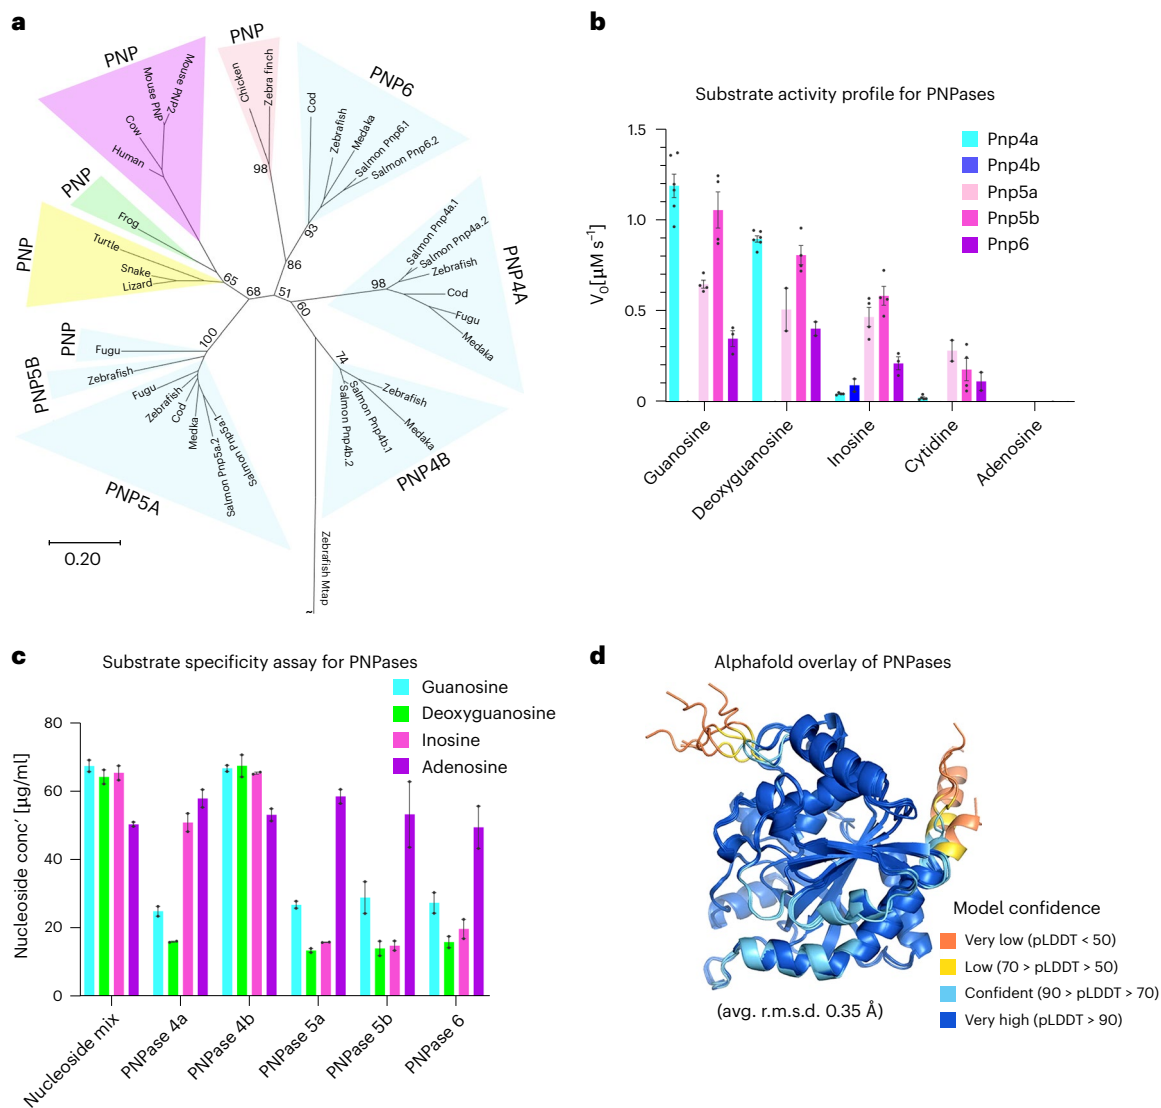 a
PNP
PNP
Mouse PNP
Mouse PNP2
Cow
Human
Chicken
Zebra finch
98
PNP6
Cod
Zebrafish
Medaka
Salmon Pnp6.1
Salmon Pnp6.2
93
PNP
Frog
PNP
Turtle
Snake
Lizard
65
68
86
51
60
PNP4A
Salmon Pnp4a.1
Salmon Pnp4a.2
Zebrafish
98
Cod
Fugu
Medaka
100
PNP
Fugu
PNP5B
Zebrafish
Fugu
Zebrafish
Cod
Medka
Salmon Pnp5a.2
Salmon Pnp5a.1
PNP5A
74
Zebrafish
Medaka
Salmon Pnp4b.1
Salmon Pnp4b.2
PNP4B
Zebrafish Mtap
~
0.20
b
Substrate activity profile for PNPases
V0[µM s−1]
1.5
1.0
0.5
0
Pnp4a
Pnp4b
Pnp5a
Pnp5b
Pnp6
Guanosine
Deoxyguanosine
Inosine
Cytidine
Adenosine
c
Substrate specificity assay for PNPases
Guanosine
Deoxyguanosine
Inosine
Adenosine
Nucleoside conc′ [µg/ml]
80
60
40
20
0
Nucleoside mix
PNPase 4a
PNPase 4b
PNPase 5a
PNPase 5b
PNPase 6
d
Alphafold overlay of PNPases
Model confidence
Very low (pLDDT < 50)
Low (70 > pLDDT > 50)
Confident (90 > pLDDT > 70)
Very high (pLDDT > 90)
(avg. r.m.s.d. 0.35 Å)